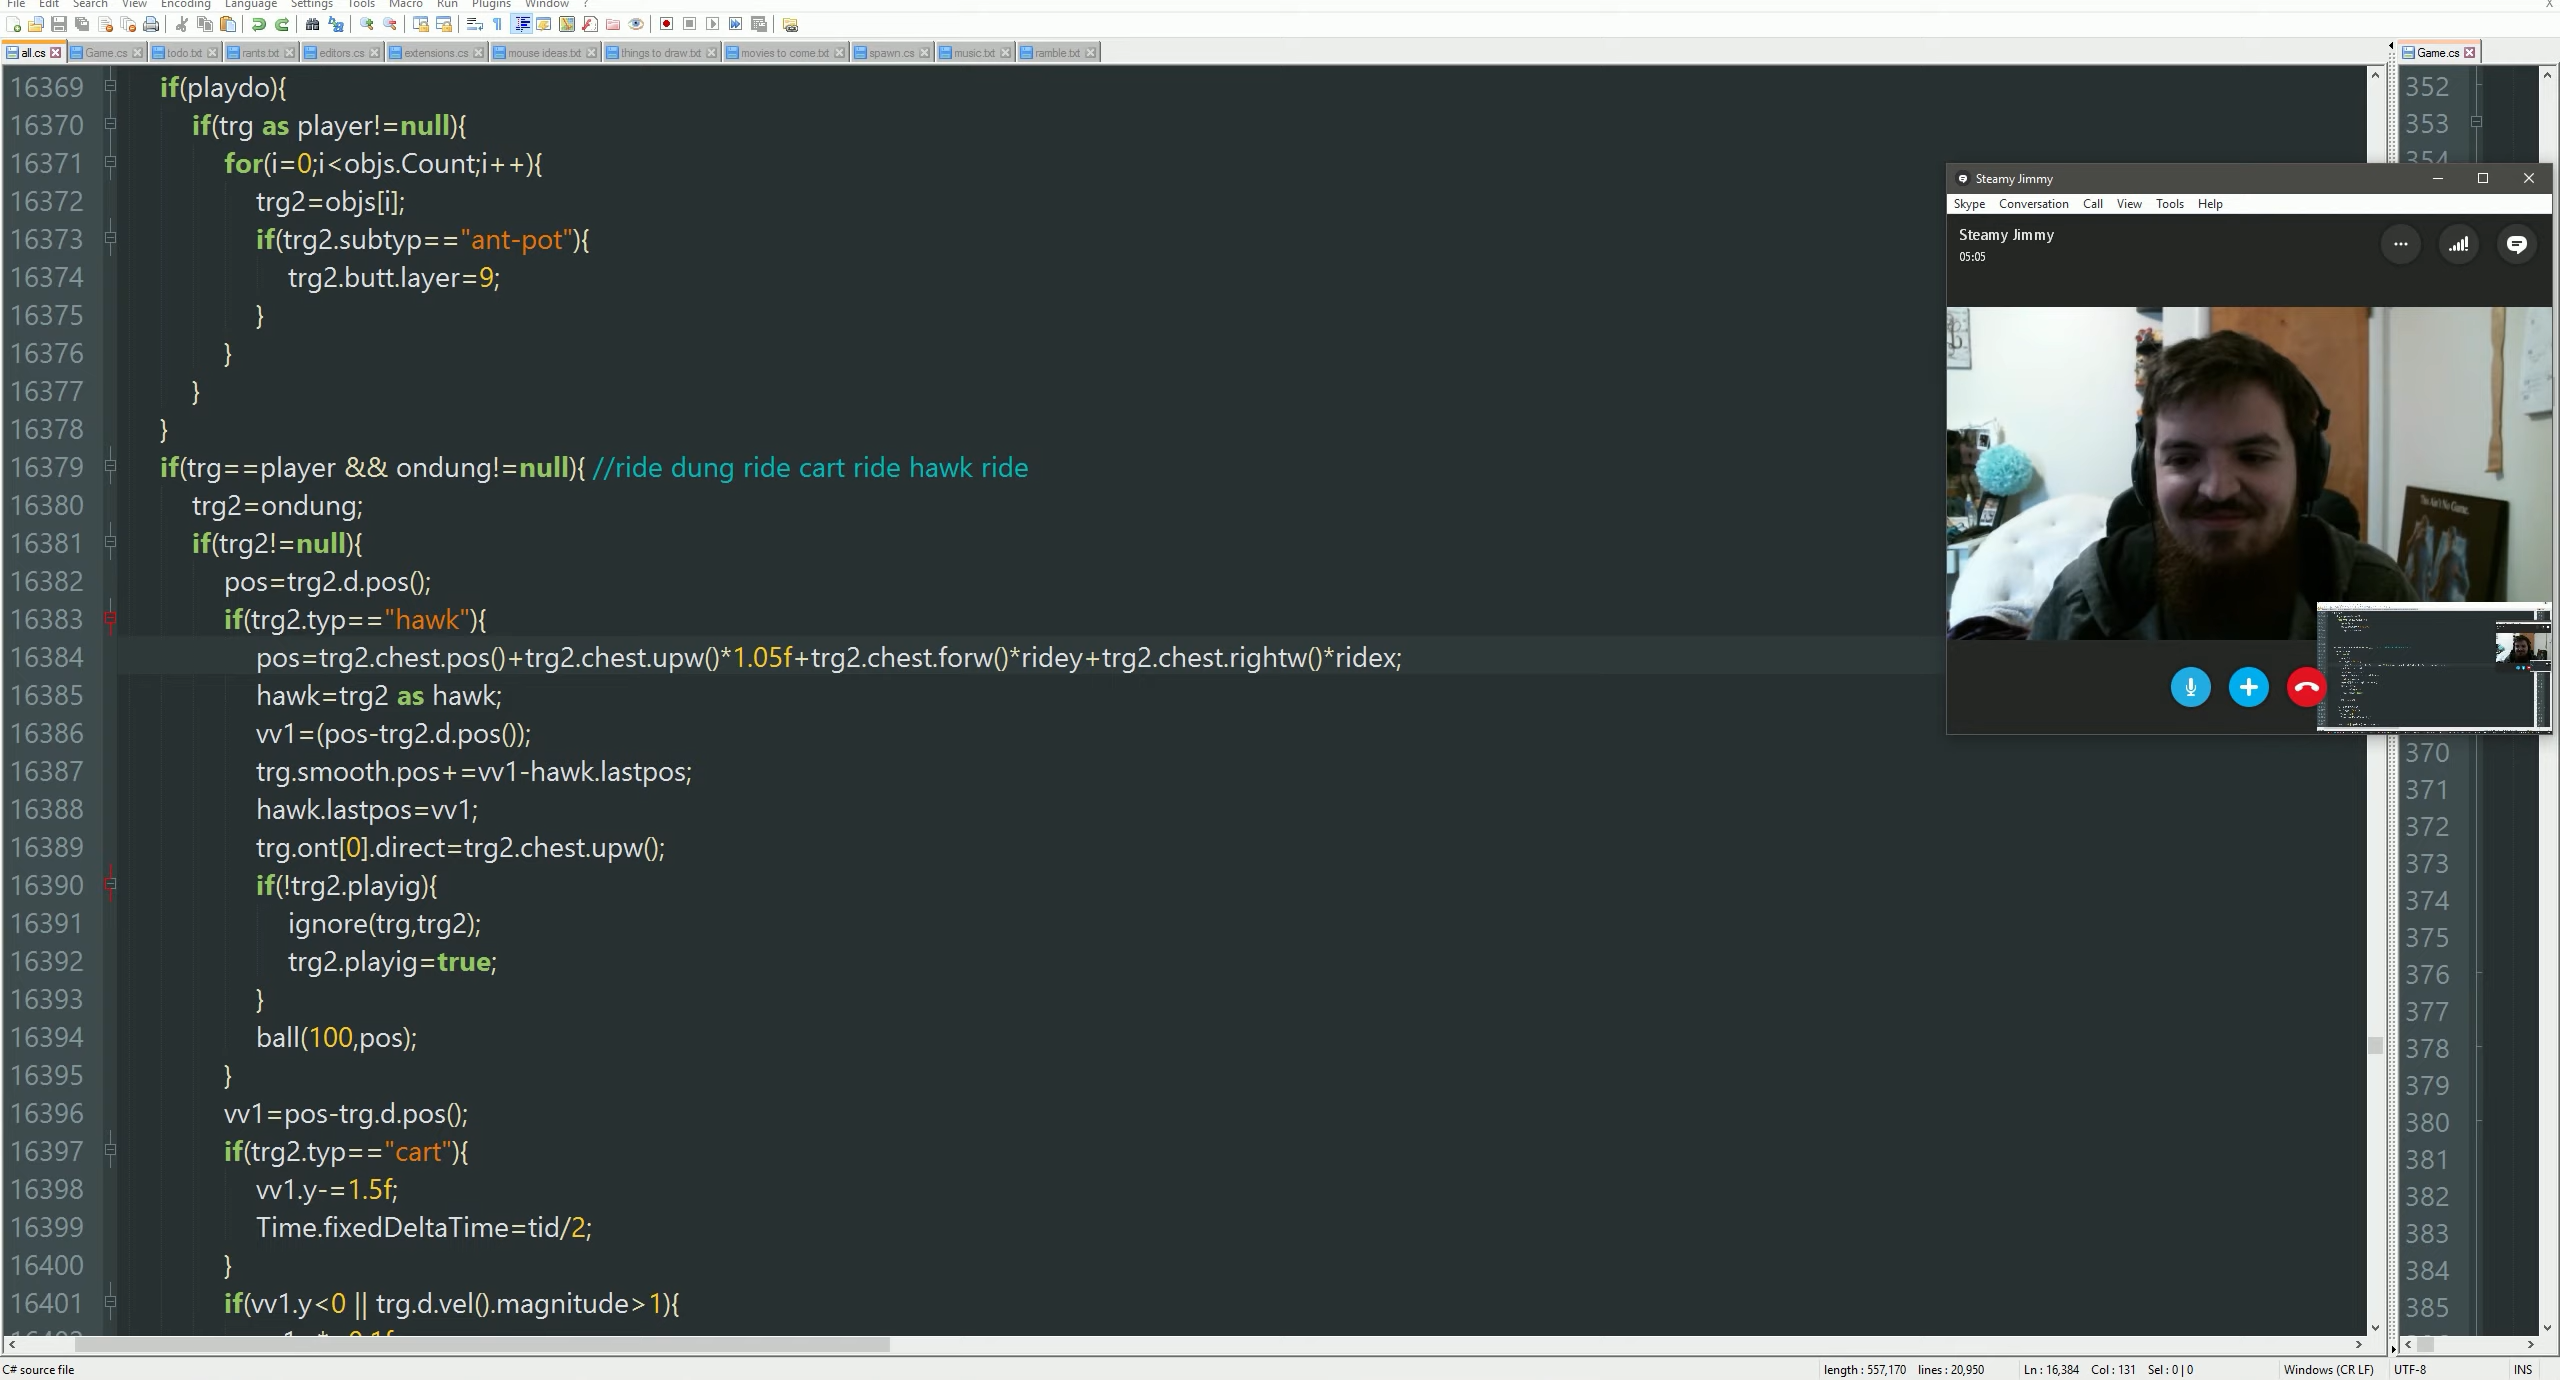 File Edit Search View Encoding Language Settings Tools Macro Run Plugins Window ?
X
all.cs Game.cs todo.txt rants.txt editors.cs extensions.cs mouse ideas.txt things to draw.txt movies to come.txt spawn.cs music.txt ramble.txt
Game.cs
16369 if(playdo){
16370 if(trg as player!=null){
16371 for(i=0;i<objs.Count;i++){
16372 trg2=objs[i];
16373 if(trg2.subtyp=="ant-pot"){
16374 trg2.butt.layer=9;
16375 }
16376 }
16377 }
16378 }
16379 if(trg==player && ondung!=null){ //ride dung ride cart ride hawk ride
16380 trg2=ondung;
16381 if(trg2!=null){
16382 pos=trg2.d.pos();
16383 if(trg2.typ=="hawk"){
16384 pos=trg2.chest.pos()+trg2.chest.upw()*1.05f+trg2.chest.forw()*ridey+trg2.chest.rightw()*ridex;
16385 hawk=trg2 as hawk;
16386 vv1=(pos-trg2.d.pos());
16387 trg.smooth.pos+=vv1-hawk.lastpos;
16388 hawk.lastpos=vv1;
16389 trg.ont[0].direct=trg2.chest.upw();
16390 if(!trg2.playig){
16391 ignore(trg,trg2);
16392 trg2.playig=true;
16393 }
16394 ball(100,pos);
16395 }
16396 vv1=pos-trg.d.pos();
16397 if(trg2.typ=="cart"){
16398 vv1.y-=1.5f;
16399 Time.fixedDeltaTime=tid/2;
16400 }
16401 if(vv1.y<0 || trg.d.vel().magnitude>1){
352
353
354
Steamy Jimmy
Skype Conversation Call View Tools Help
Steamy Jimmy
05:05
This Ain't No Game.
370
371
372
373
374
375
376
377
378
379
380
381
382
383
384
385
C# source file
length : 557,170 lines : 20,950
Ln : 16,384 Col : 131 Sel : 0 | 0
Windows (CR LF)
UTF-8
INS